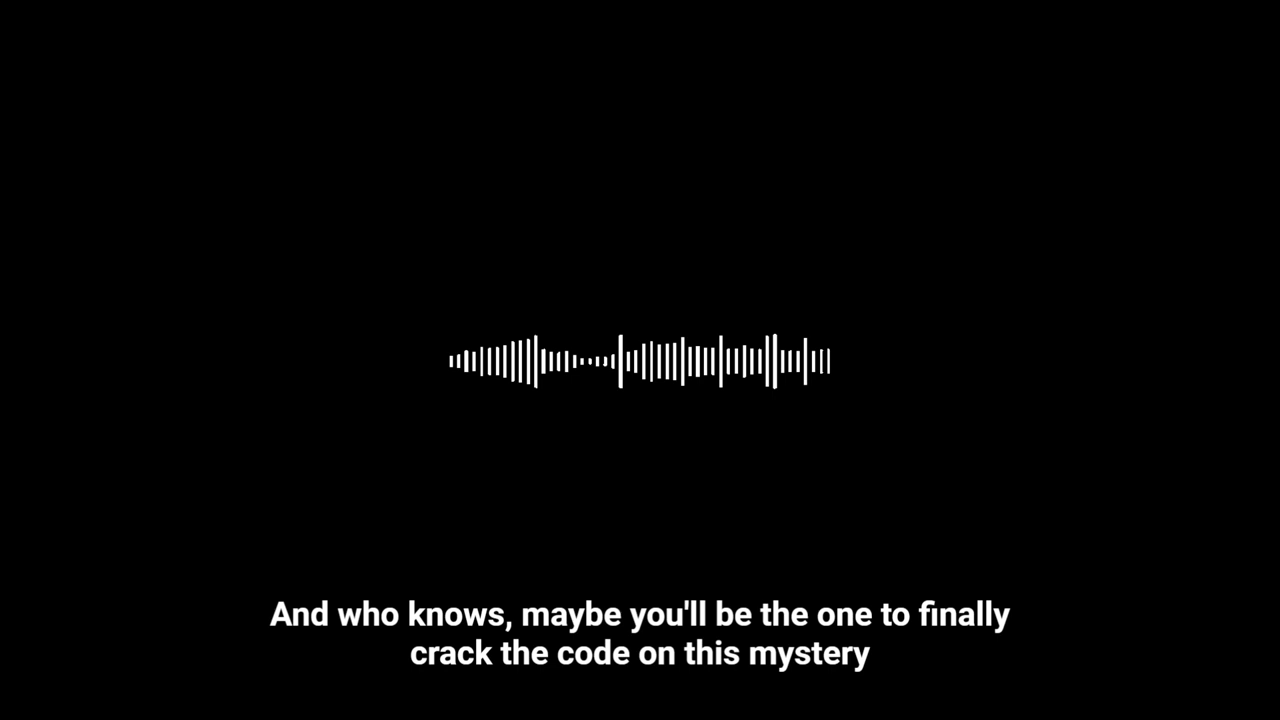 And who knows, maybe you'll be the one to finally
crack the code on this mystery